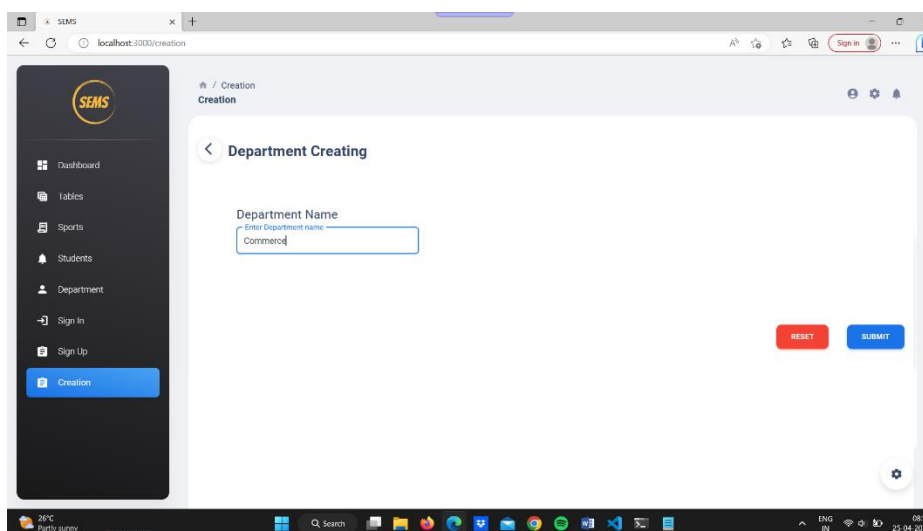 SEMS
localhost:3000/creation
Sign in
SEMS
/ Creation
Creation
Dashboard
Tables
Sports
Students
Department
Sign In
Sign Up
Creation
Department Creating
Department Name
Enter Department name
Commerce
RESET
SUBMIT
26°C
Partly sunny
Search
ENG
IN